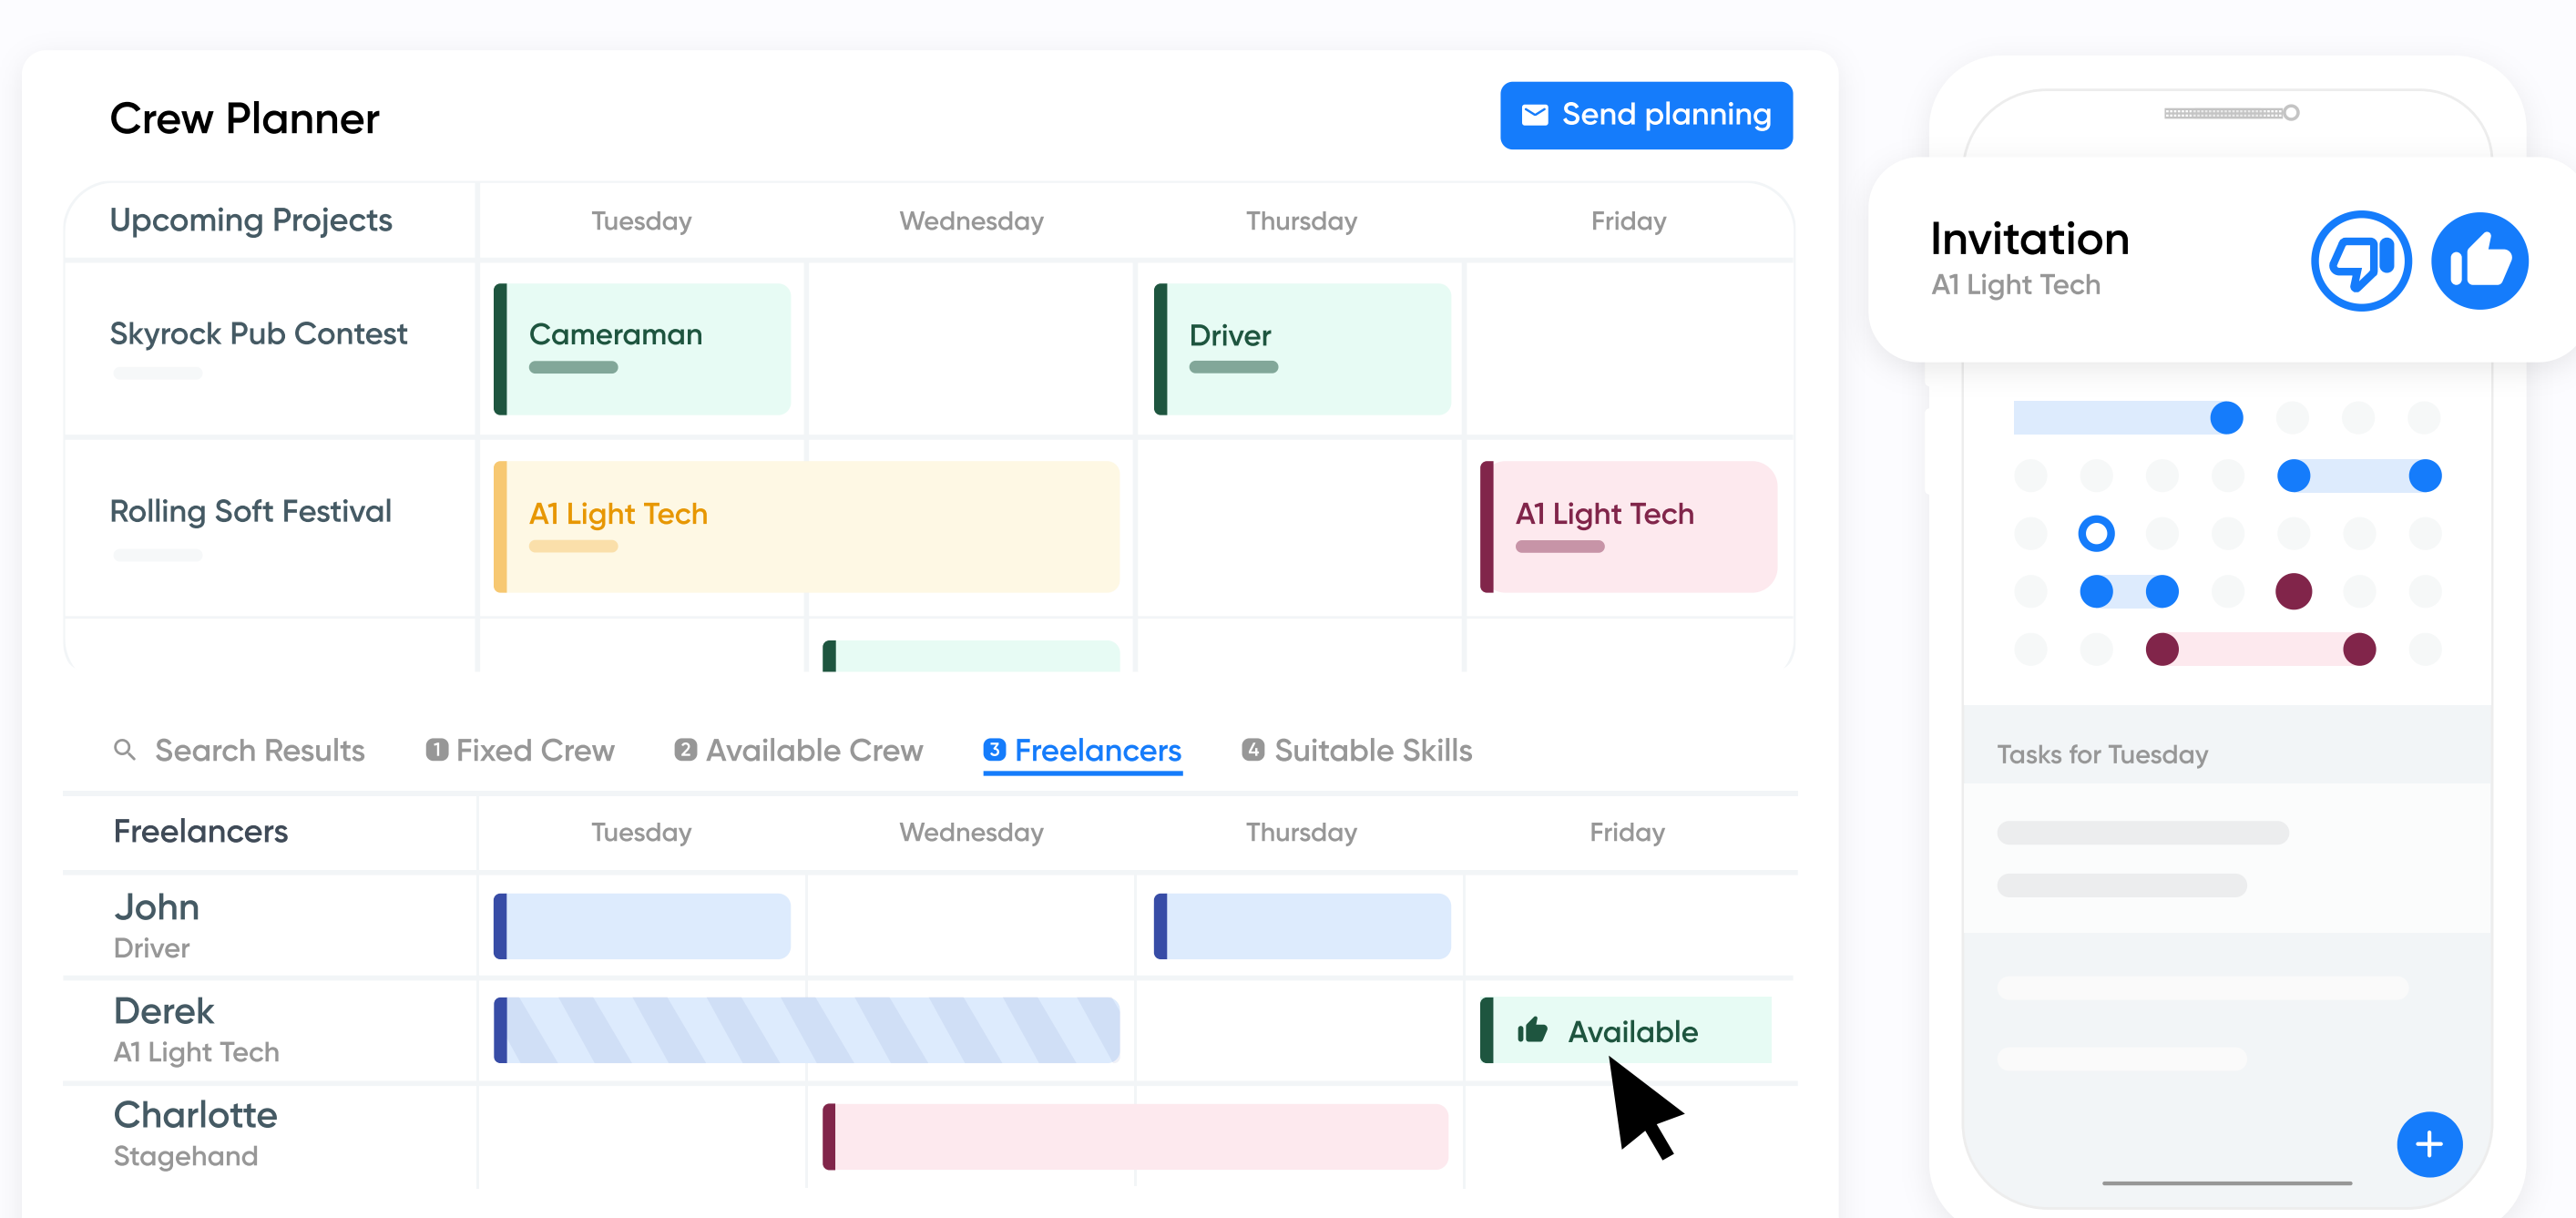 Crew Planner
Send planning
Upcoming Projects
Tuesday
Wednesday
Thursday
Friday
Skyrock Pub Contest
Cameraman
Driver
Rolling Soft Festival
A1 Light Tech
A1 Light Tech
Search Results
1 Fixed Crew
2 Available Crew
3 Freelancers
4 Suitable Skills
Freelancers
Tuesday
Wednesday
Thursday
Friday
John
Driver
Derek
A1 Light Tech
Available
Charlotte
Stagehand
Invitation
A1 Light Tech
Tasks for Tuesday